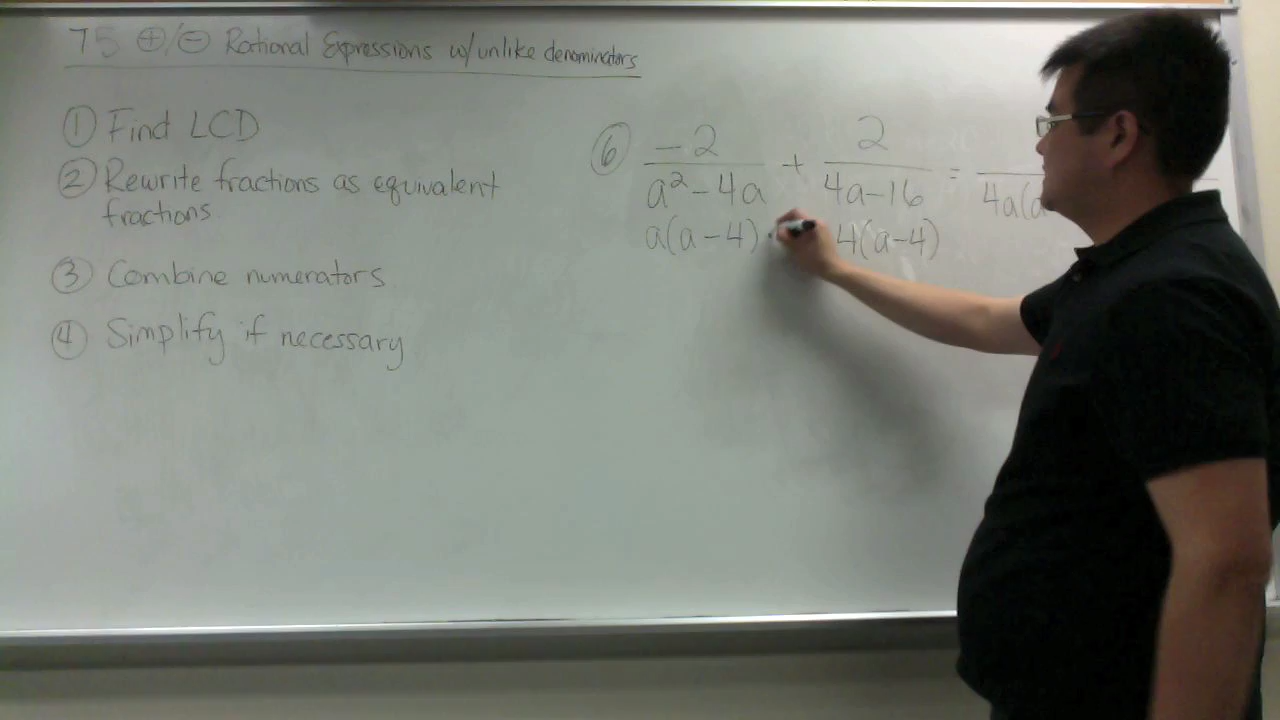 75 ⊕/⊖ Rational Expressions w/unlike denominators
① Find LCD
② Rewrite fractions as equivalent
fractions
③ Combine numerators
④ Simplify if necessary
⑥ -2 2
+ =
a² - 4a 4a - 16 4a(a
a(a - 4) · 4(a - 4)